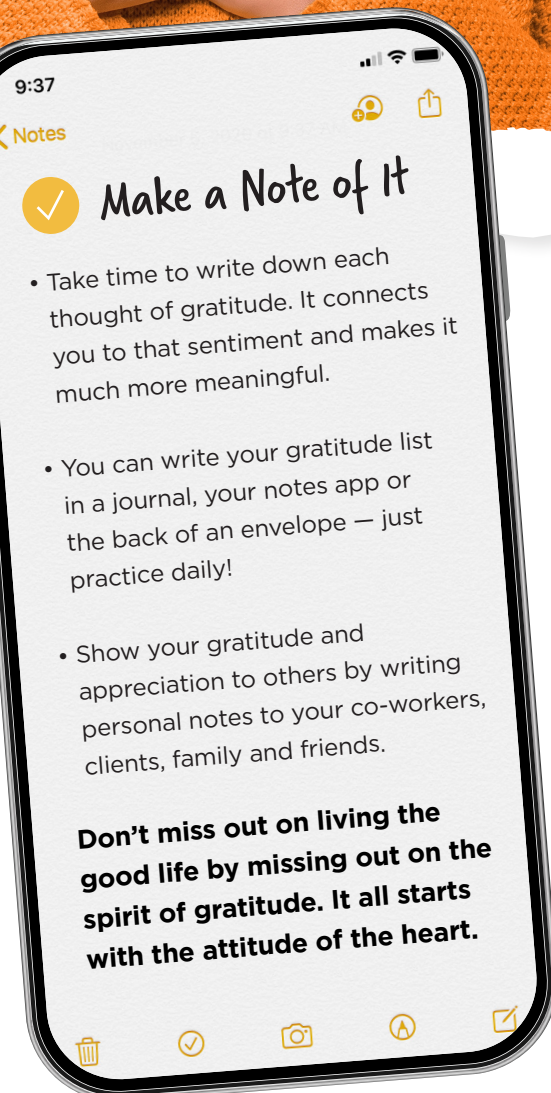 9:37
Notes
Make a Note of It
• Take time to write down each
thought of gratitude. It connects
you to that sentiment and makes it
much more meaningful.
• You can write your gratitude list
in a journal, your notes app or
the back of an envelope — just
practice daily!
• Show your gratitude and
appreciation to others by writing
personal notes to your co-workers,
clients, family and friends.
Don’t miss out on living the
good life by missing out on the
spirit of gratitude. It all starts
with the attitude of the heart.